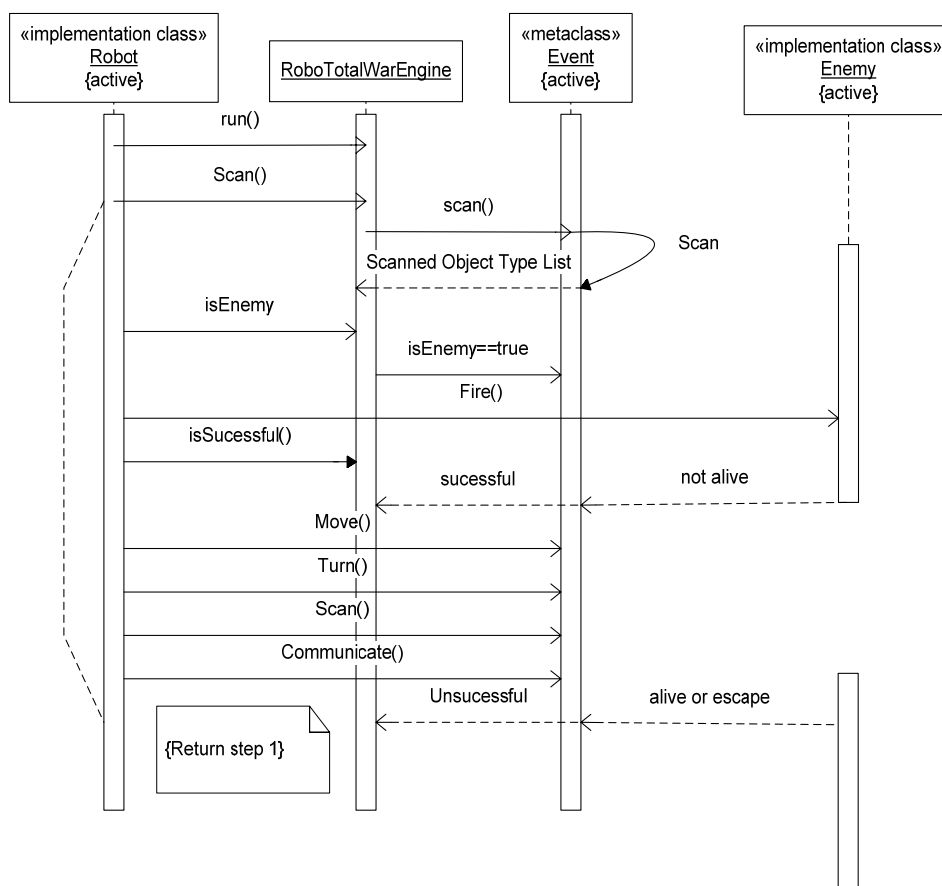 «implementation class»
Robot
{active}
RoboTotalWarEngine
«metaclass»
Event
{active}
«implementation class»
Enemy
{active}
run()
Scan()
scan()
Scan
Scanned Object Type List
isEnemy
isEnemy==true
Fire()
isSucessful()
sucessful
not alive
Move()
Turn()
Scan()
Communicate()
Unsucessful
alive or escape
{Return step 1}